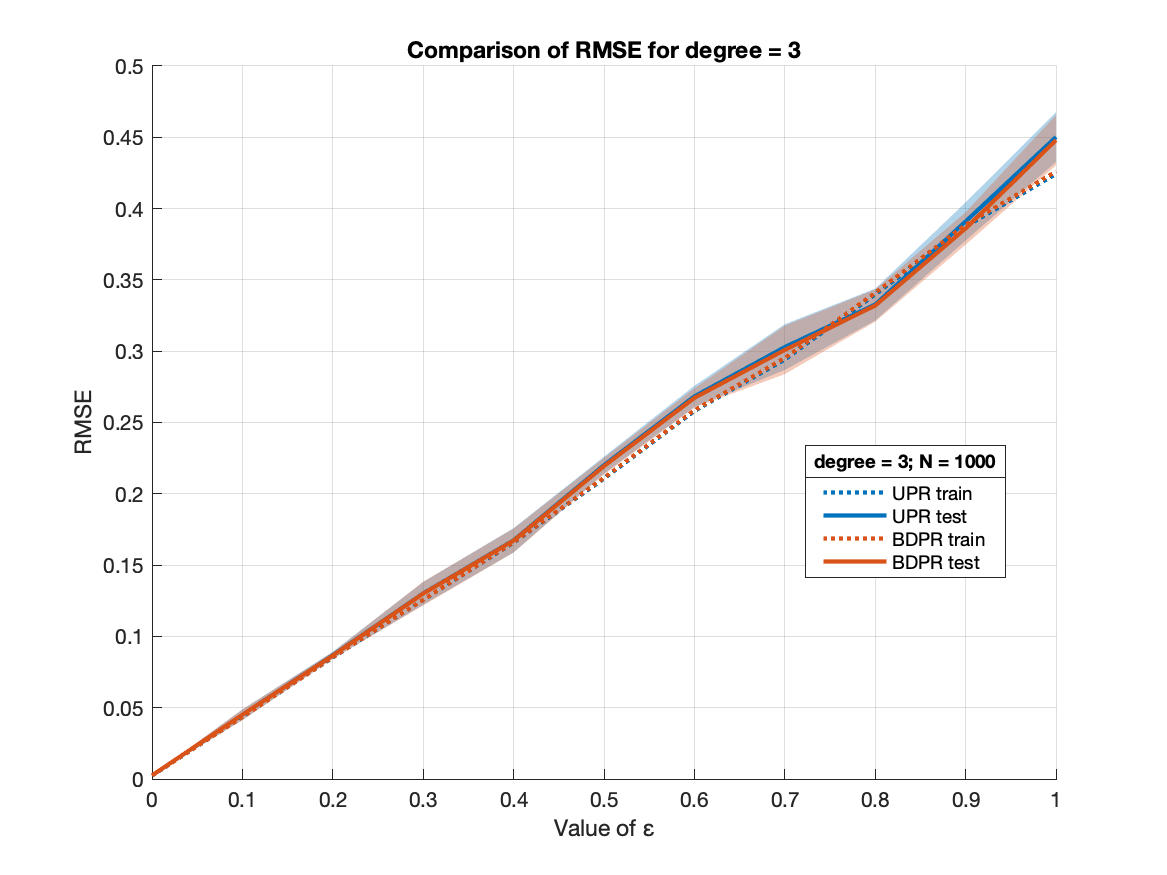 Comparison of RMSE for degree = 3
0.5
0.45
0.4
0.35
0.3
0.25
0.2
0.15
0.1
0.05
0
RMSE
degree = 3; N = 1000
UPR train
UPR test
BDPR train
BDPR test
0 0.1 0.2 0.3 0.4 0.5 0.6 0.7 0.8 0.9 1
Value of ε